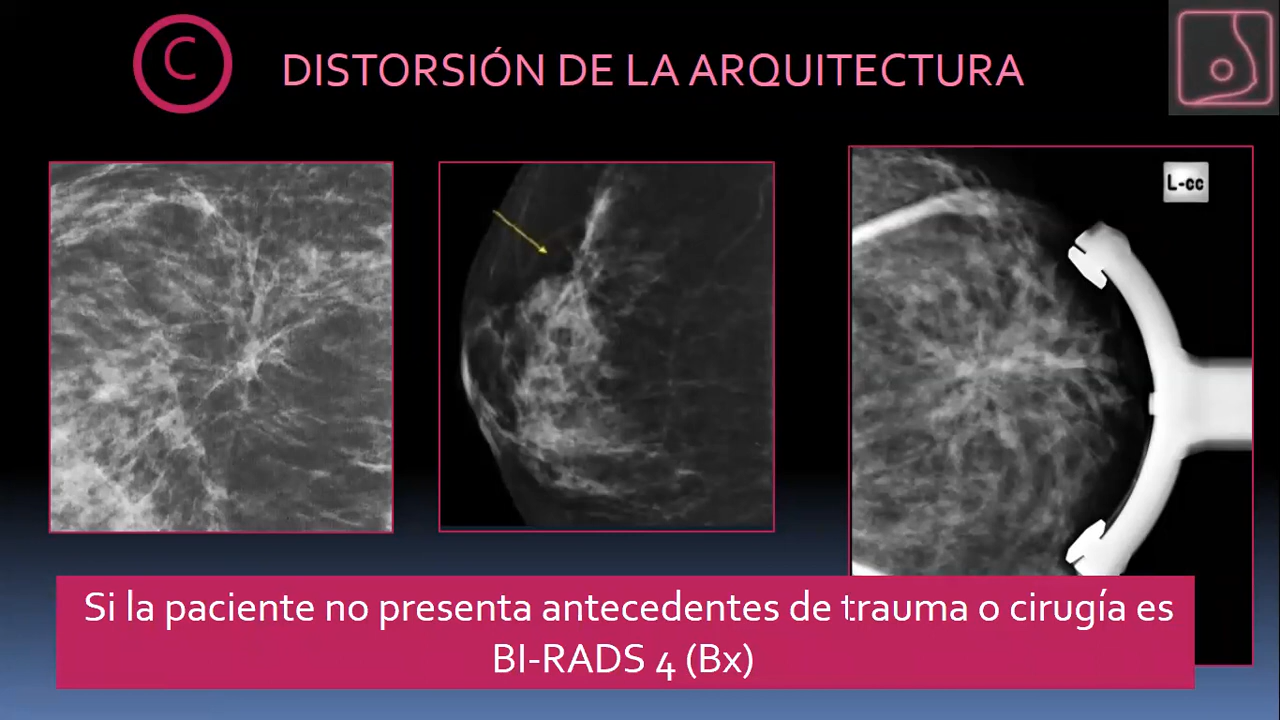 C
DISTORSIÓN DE LA ARQUITECTURA
L-cc
Si la paciente no presenta antecedentes de trauma o cirugía es
BI-RADS 4 (Bx)